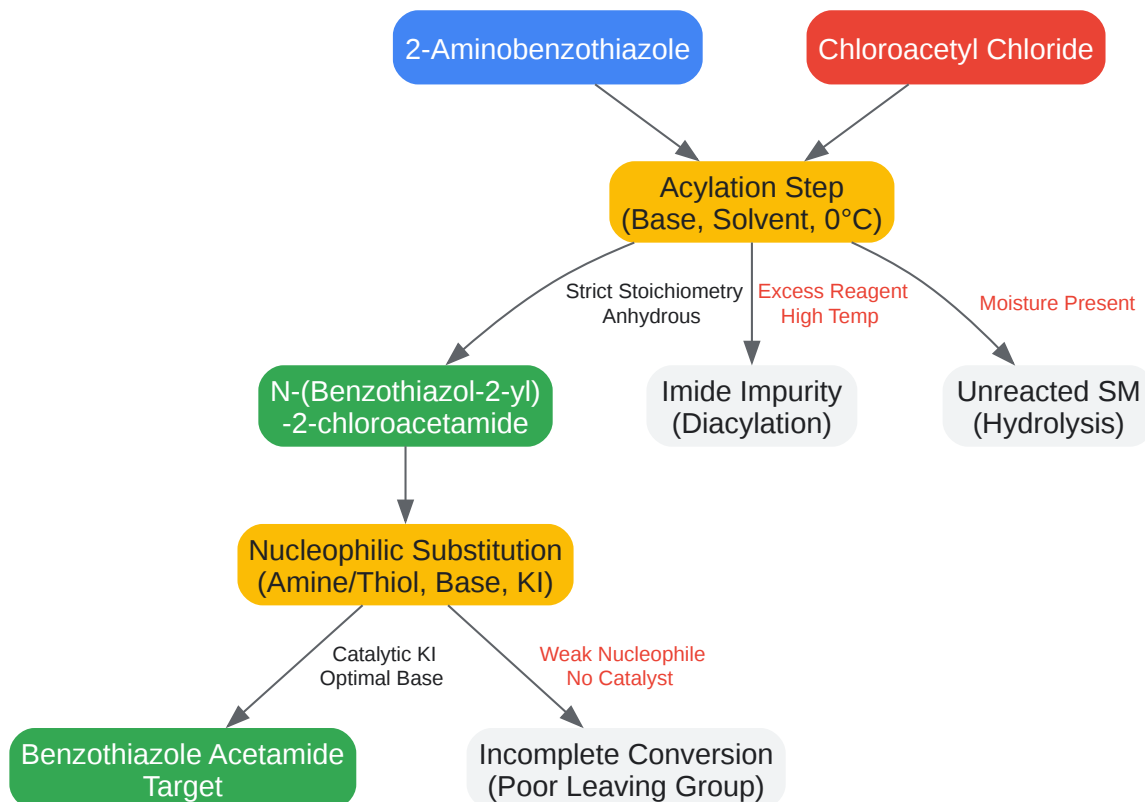 2-Aminobenzothiazole
Chloroacetyl Chloride
Acylation Step
(Base, Solvent, 0°C)
Strict Stoichiometry
Anhydrous
Excess Reagent
High Temp
Moisture Present
N-(Benzothiazol-2-yl)
-2-chloroacetamide
Imide Impurity
(Diacylation)
Unreacted SM
(Hydrolysis)
Nucleophilic Substitution
(Amine/Thiol, Base, KI)
Catalytic KI
Optimal Base
Weak Nucleophile
No Catalyst
Benzothiazole Acetamide
Target
Incomplete Conversion
(Poor Leaving Group)